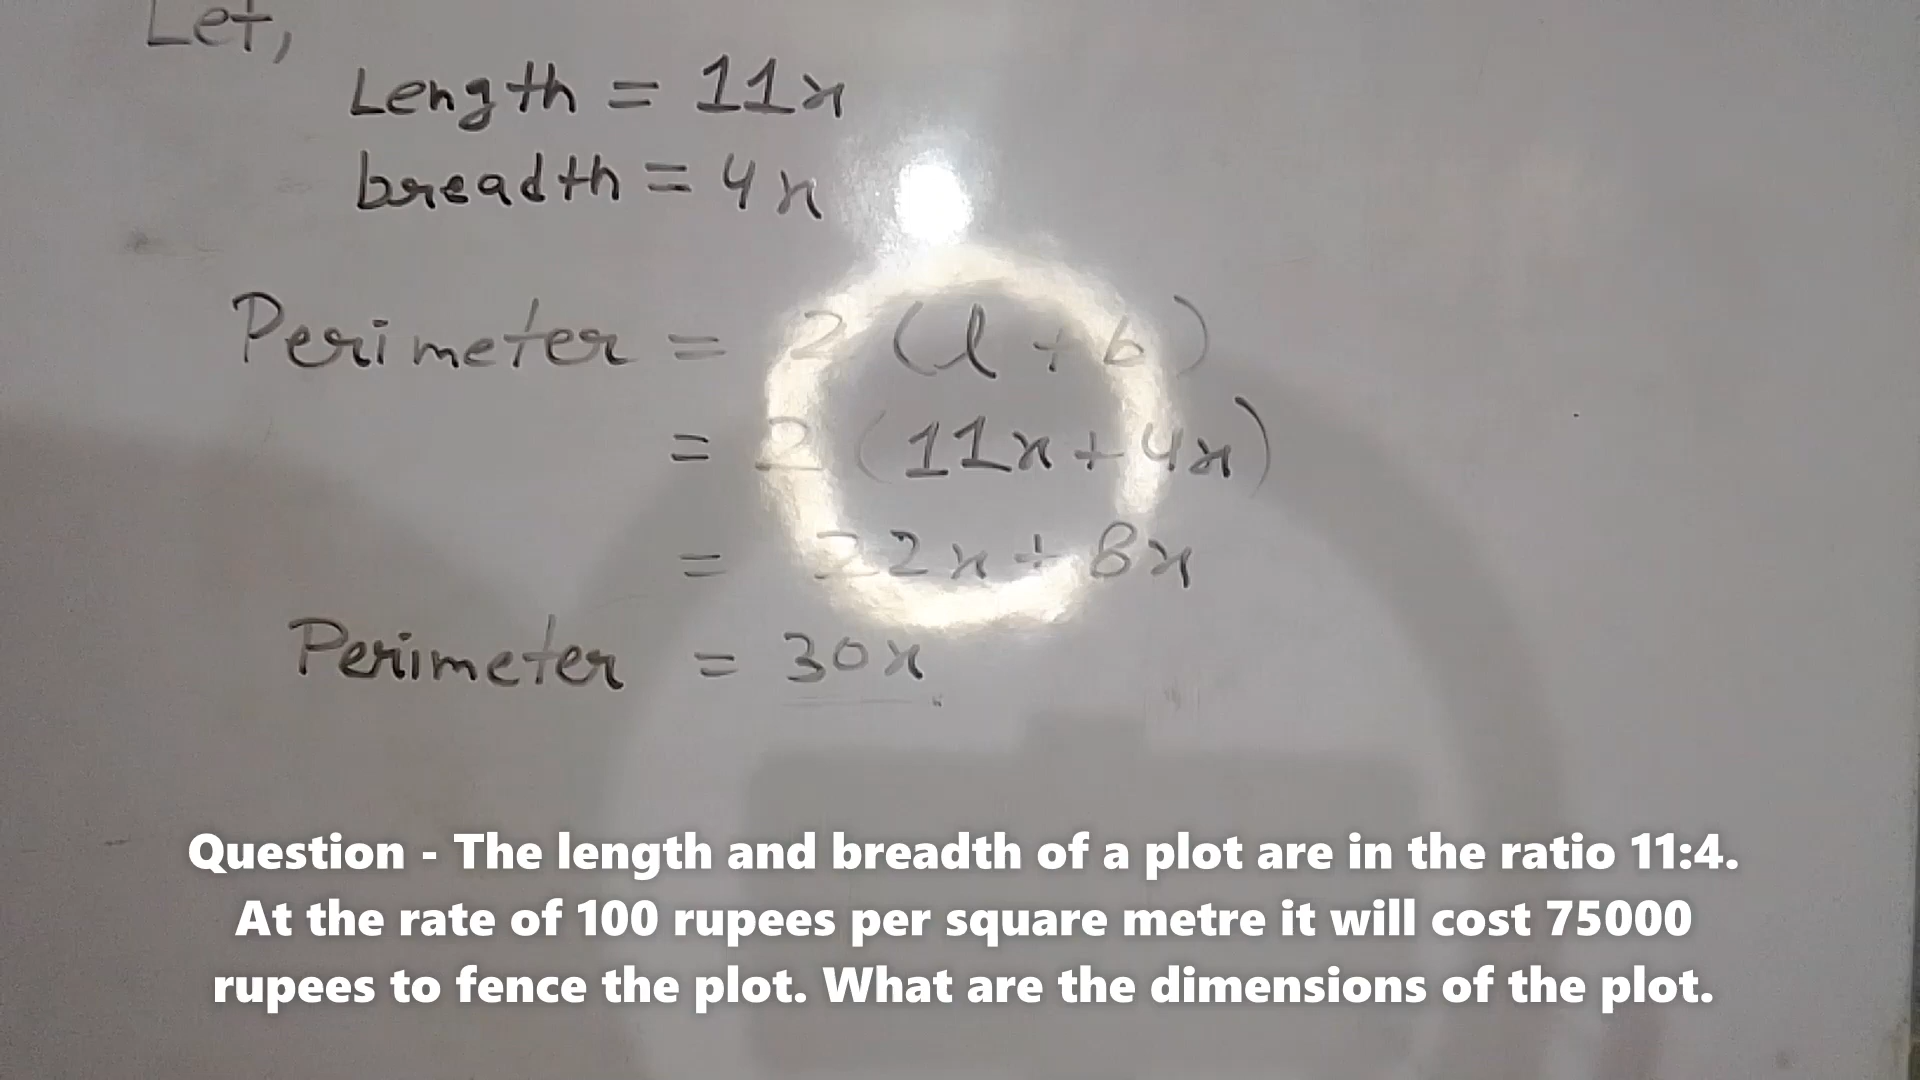 Let,
Length = 11x
breadth = 4x
Perimeter = 2 (l + b)
= 2 (11x + 4x)
= 22x + 8x
Perimeter = 30x
Question - The length and breadth of a plot are in the ratio 11:4.
At the rate of 100 rupees per square metre it will cost 75000
rupees to fence the plot. What are the dimensions of the plot.